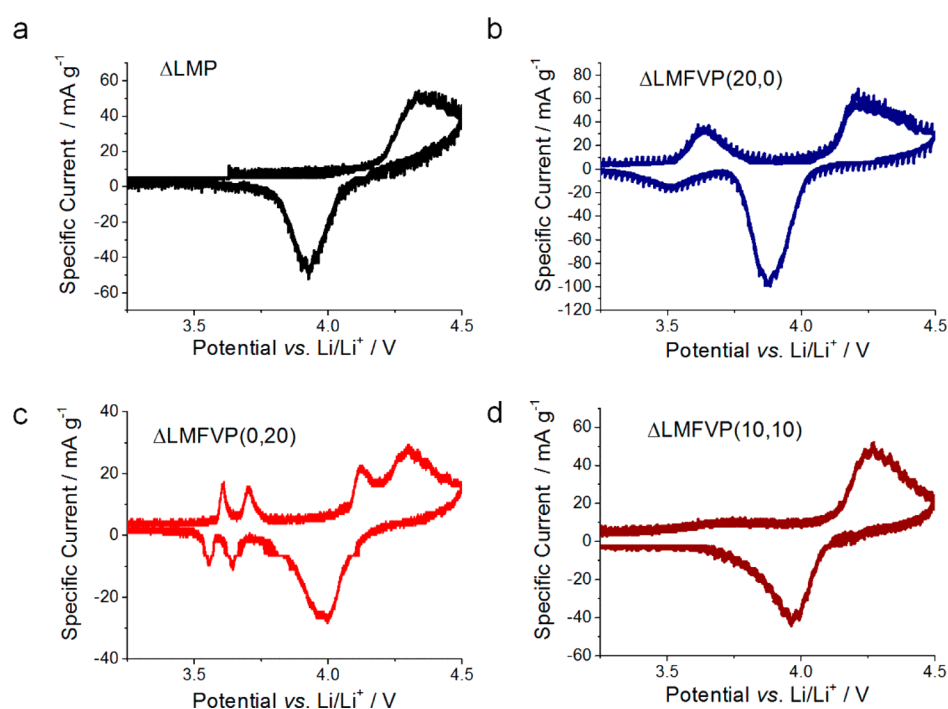 a
ΔLMP
60
40
20
0
-20
-40
-60
3.5
4.0
4.5
Specific Current / mA g⁻¹
Potential vs. Li/Li⁺ / V
b
ΔLMFVP(20,0)
100
80
60
40
20
0
-20
-40
-60
-80
-100
-120
3.5
4.0
4.5
Specific Current / mA g⁻¹
Potential vs. Li/Li⁺ / V
c
ΔLMFVP(0,20)
40
20
0
-20
-40
3.5
4.0
4.5
Specific Current / mA g⁻¹
Potential vs. Li/Li⁺ / V
d
ΔLMFVP(10,10)
60
40
20
0
-20
-40
-60
3.5
4.0
4.5
Specific Current / mA g⁻¹
Potential vs. Li/Li⁺ / V